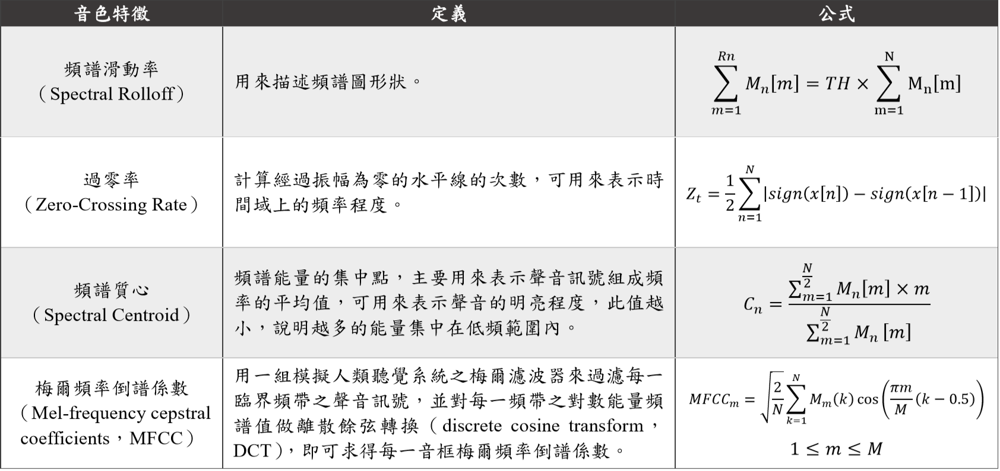 音色特徵 定義 公式
頻譜滑動率
（Spectral Rolloff）
用來描述頻譜圖形狀。
\sum_{m=1}^{Rn} M_n[m] = TH \times \sum_{m=1}^{N} M_n[m]
過零率
（Zero-Crossing Rate）
計算經過振幅為零的水平線的次數，可用來表示時
間域上的頻率程度。
Z_t = \frac{1}{2} \sum_{n=1}^{N} |sign(x[n]) - sign(x[n-1])|
頻譜質心
（Spectral Centroid）
頻譜能量的集中點，主要用來表示聲音訊號組成頻
率的平均值，可用來表示聲音的明亮程度，此值越
小，說明越多的能量集中在低頻範圍內。
C_n = \frac{\sum_{m=1}^{\frac{N}{2}} M_n[m] \times m}{\sum_{m=1}^{\frac{N}{2}} M_n[m]}
梅爾頻率倒譜係數
（Mel-frequency cepstral
coefficients，MFCC）
用一組模擬人類聽覺系統之梅爾濾波器來過濾每一
臨界頻帶之聲音訊號，並對每一頻帶之對數能量頻
譜值做離散餘弦轉換（discrete cosine transform，
DCT），即可求得每一音框梅爾頻率倒譜係數。
MFCC_m = \sqrt{\frac{2}{N}} \sum_{k=1}^{N} M_m(k) \cos\left(\frac{\pi m}{M}(k - 0.5)\right)
1 ≤ m ≤ M